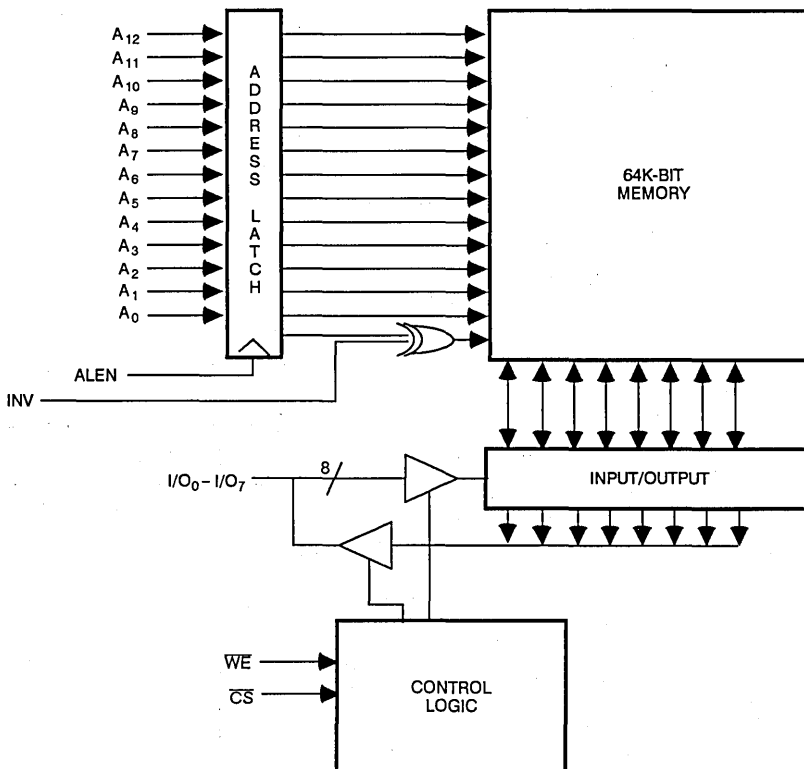 A12
A11
A10
A9
A8
A7
A6
A5
A4
A3
A2
A1
A0
ADDRESS LATCH
64K-BIT
MEMORY
ALEN
INV
I/O0 – I/O7
8
INPUT/OUTPUT
WE
CS
CONTROL
LOGIC